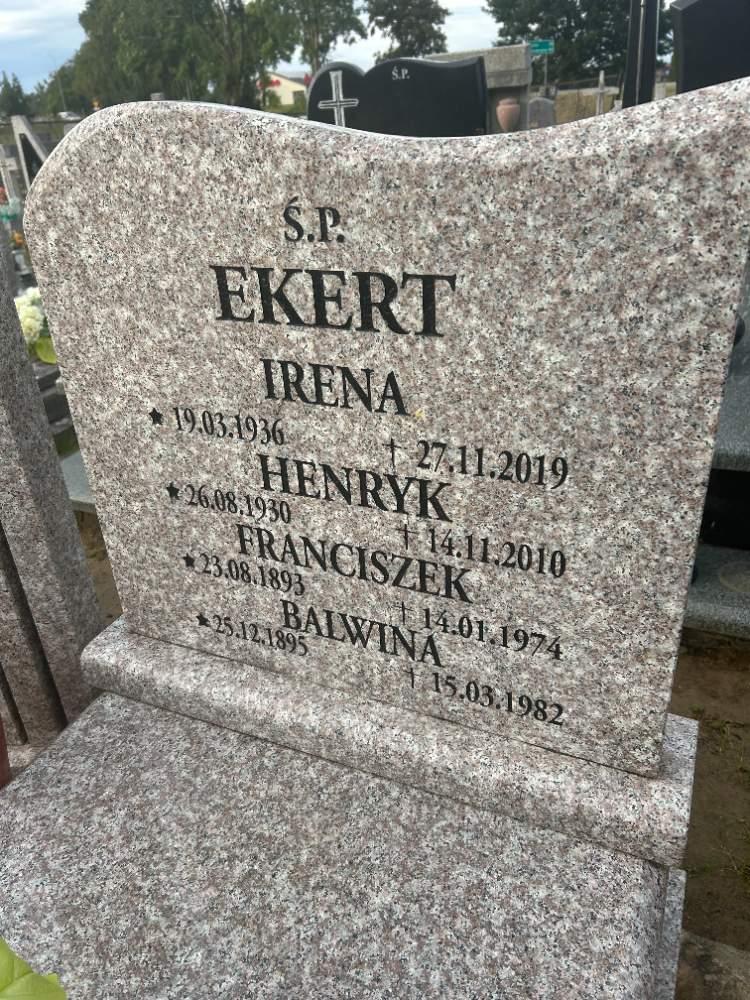 Ś.P.
Ś.P.
EKERT
IRENA
★ 19.03.1936 † 27.11.2019
HENRYK
★ 26.08.1930 † 14.11.2010
FRANCISZEK
★ 23.08.1893 † 14.01.1974
BALWINA
★ 25.12.1895 † 15.03.1982